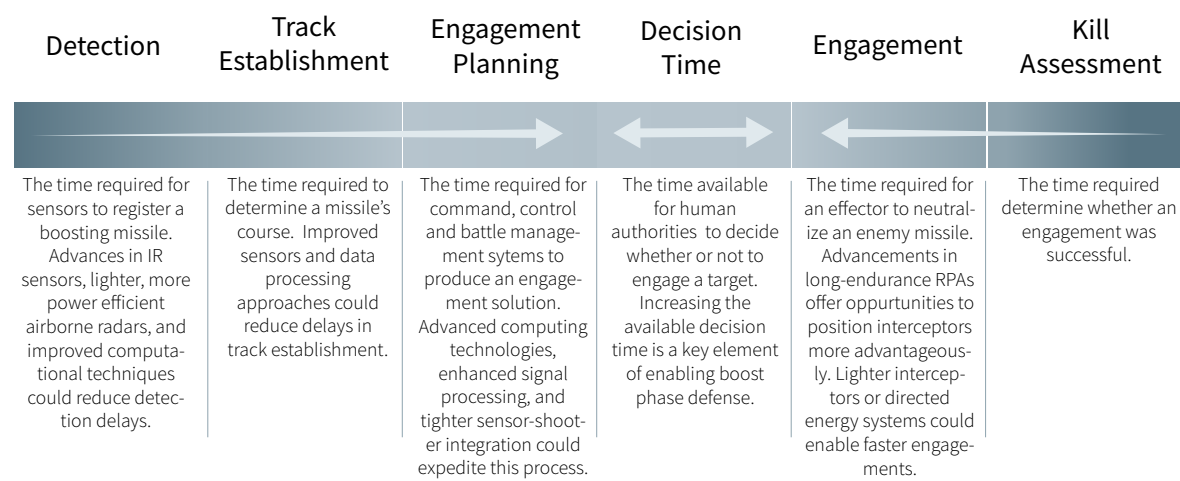 Detection
Track
Establishment
Engagement
Planning
Decision
Time
Engagement
Kill
Assessment
The time required for
sensors to register a
boosting missile.
Advances in IR
sensors, lighter, more
power efficient
airborne radars, and
improved computa-
tional techniques
could reduce detec-
tion delays.
The time required to
determine a missile’s
course.  Improved
sensors and data
processing
approaches could
reduce delays in
track establishment.
The time required for
command, control
and battle manage-
ment sytems to
produce an engage-
ment solution.
Advanced computing
technologies,
enhanced signal
processing, and
tighter sensor-shoot-
er integration could
expedite this process.
The time available
for human
authorities  to decide
whether or not to
engage a target.
Increasing the
available decision
time is a key element
of enabling boost
phase defense.
The time required for
an effector to neutral-
ize an enemy missile.
Advancements in
long-endurance RPAs
offer oppurtunities to
position interceptors
more advantageous-
ly. Lighter intercep-
tors or directed
energy systems could
enable faster engage-
ments.
The time required
determine whether an
engagement was
successful.